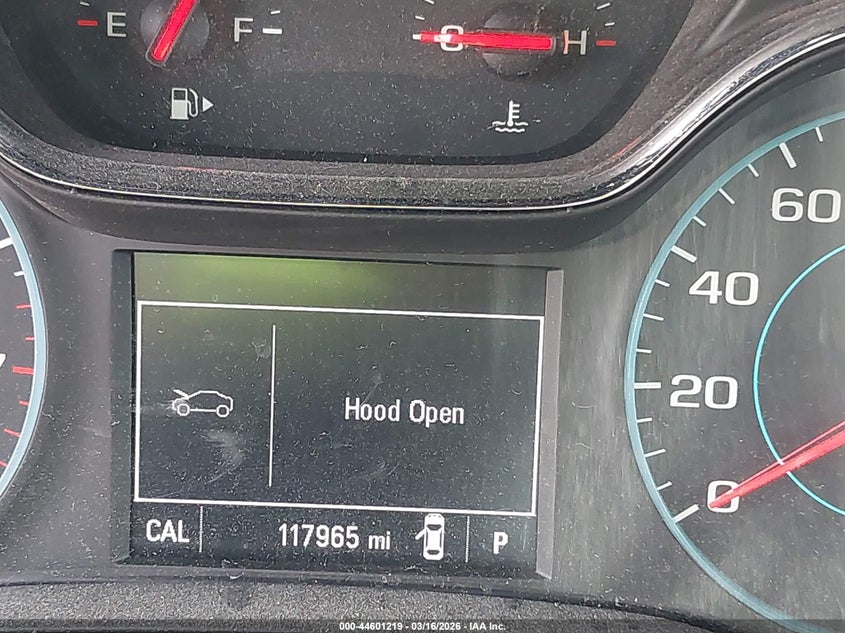 E F C H
60
40
20
0
Hood Open
CAL 117965 mi P
000-44601219 - 03/16/2026 - IAA Inc.